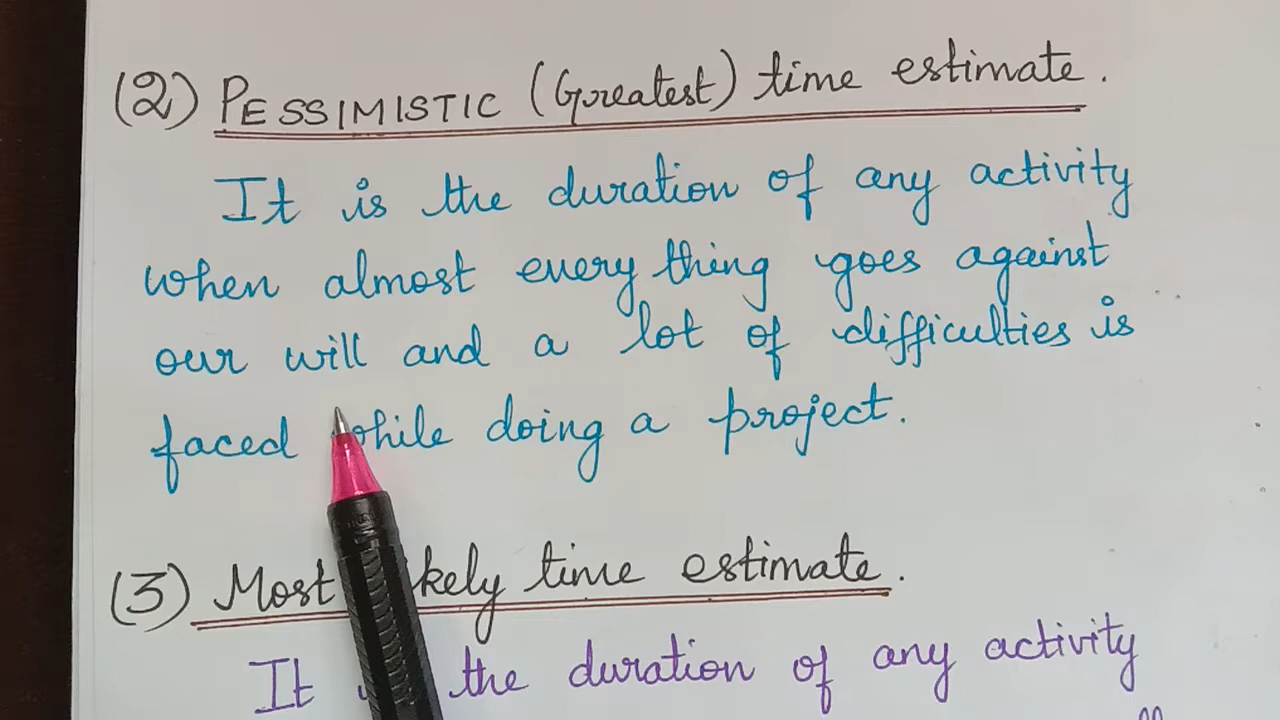 (2) PESSIMISTIC (Greatest) time estimate.
It is the duration of any activity
when almost every thing goes against
our will and a lot of difficulties is
faced while doing a project.
(3) Most likely time estimate.
It the duration of any activity